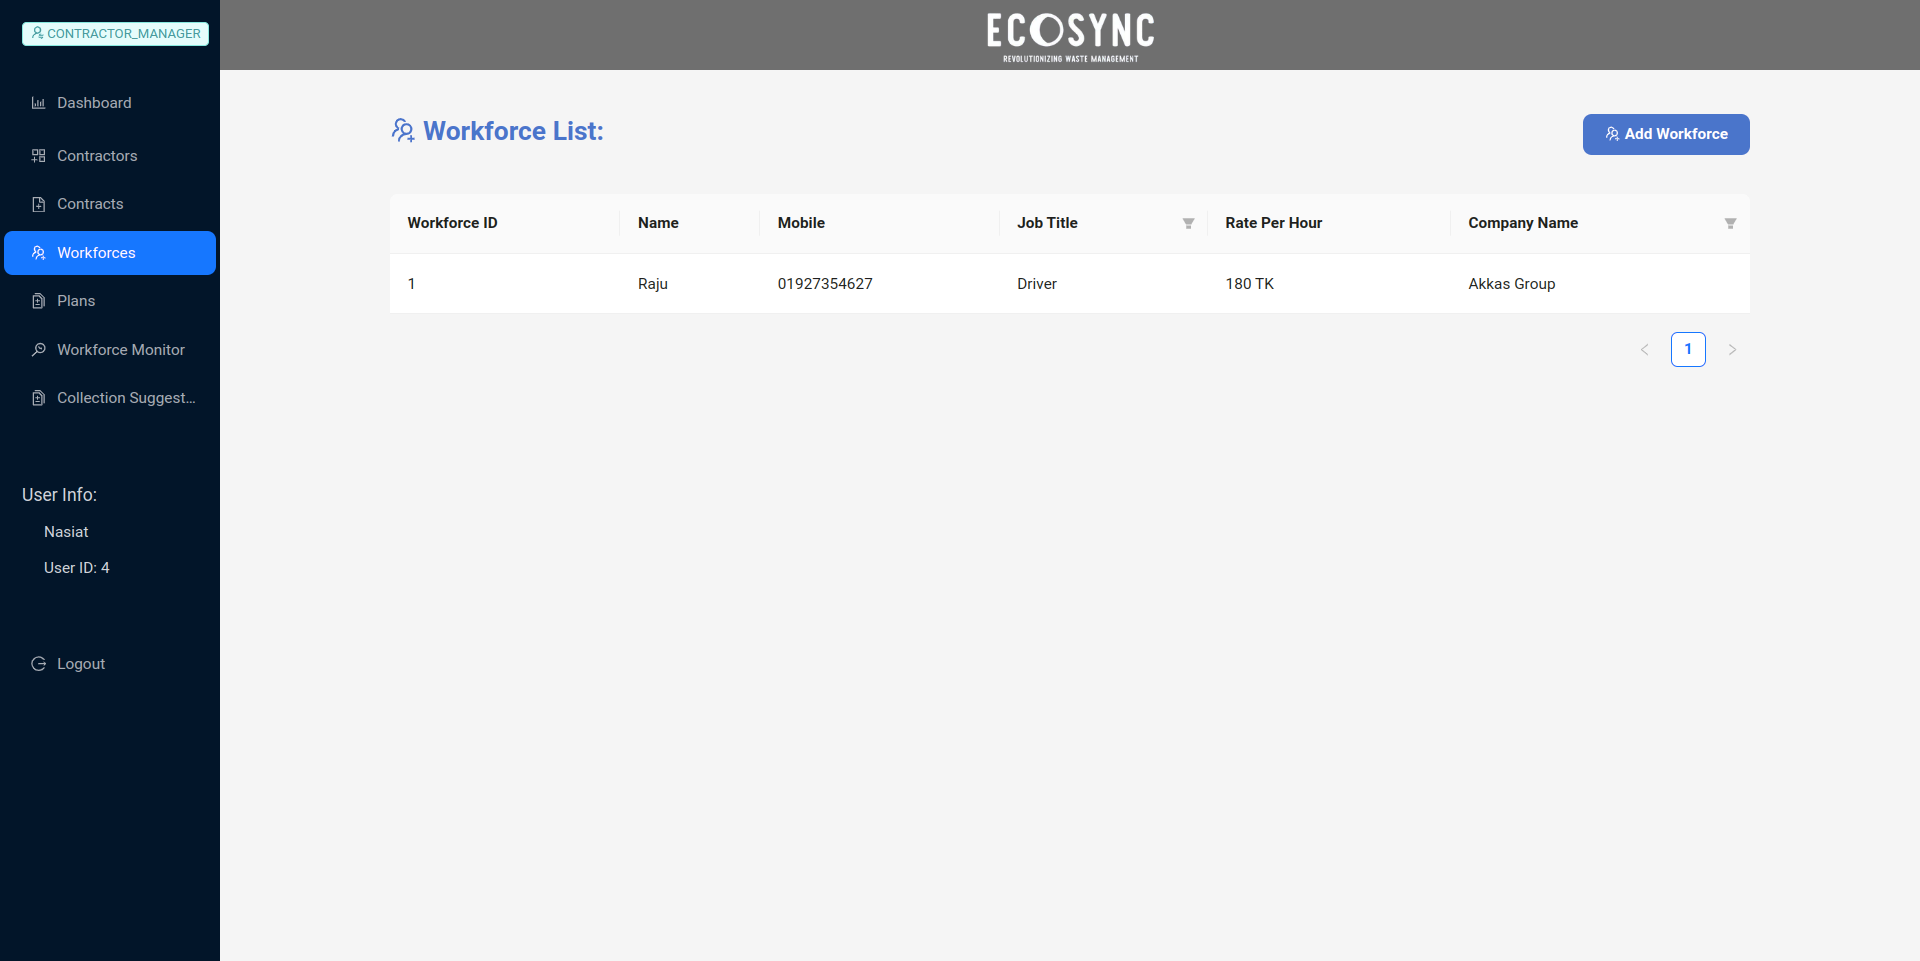 CONTRACTOR_MANAGER
Dashboard
Contractors
Contracts
Workforces
Plans
Workforce Monitor
Collection Suggest...
User Info:
Nasiat
User ID: 4
Logout
ECOSYNC
REVOLUTIONIZING WASTE MANAGEMENT
Workforce List:
Add Workforce
Workforce ID Name Mobile Job Title Rate Per Hour Company Name
1 Raju 01927354627 Driver 180 TK Akkas Group
< 1 >